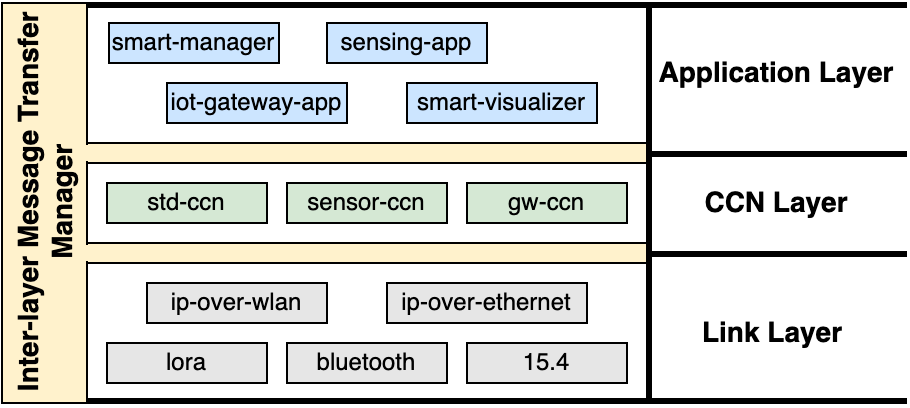 Inter-layer Message Transfer
Manager
smart-manager
sensing-app
iot-gateway-app
smart-visualizer
Application Layer
std-ccn
sensor-ccn
gw-ccn
CCN Layer
ip-over-wlan
ip-over-ethernet
lora
bluetooth
15.4
Link Layer